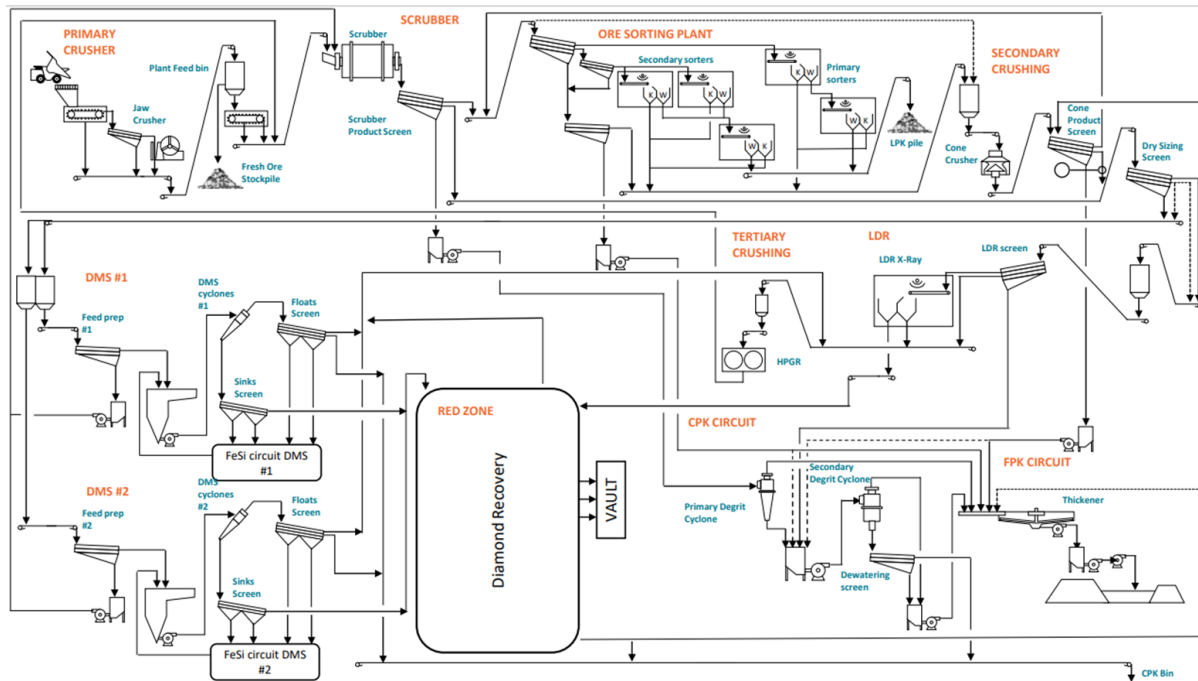 PRIMARY
CRUSHER
Plant Feed bin
Jaw
Crusher
Fresh Ore
Stockpile
SCRUBBER
Scrubber
Scrubber
Product Screen
ORE SORTING PLANT
Secondary sorters
K W
K W
W K
K W
Primary
sorters
W K
LPK pile
SECONDARY
CRUSHING
Cone
Crusher
Cone
Product
Screen
Dry Sizing
Screen
DMS #1
Feed prep
#1
DMS
cyclones
#1
Floats
Screen
Sinks
Screen
FeSi circuit DMS
#1
DMS #2
Feed prep
#2
DMS
cyclones
#2
Floats
Screen
Sinks
Screen
FeSi circuit DMS
#2
RED ZONE
Diamond Recovery
VAULT
TERTIARY
CRUSHING
HPGR
LDR
LDR X-Ray
LDR screen
CPK CIRCUIT
Primary Degrit
Cyclone
Secondary
Degrit Cyclone
Dewatering
screen
FPK CIRCUIT
Thickener
CPK Bin